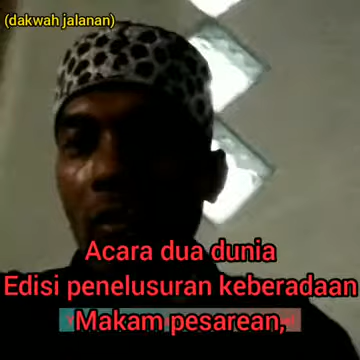 (dakwah jalanan)
Acara dua dunia
Edisi penelusuran keberadaan
Makam pesarean,